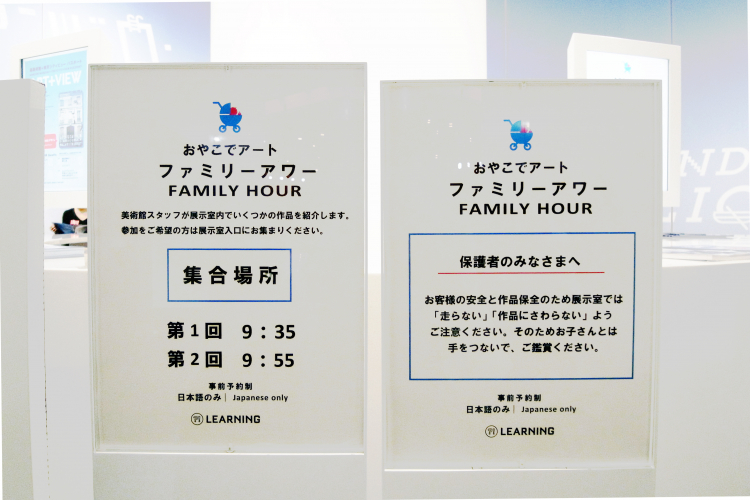 おやこでアート
ファミリーアワー
FAMILY HOUR
美術館スタッフが展示室内でいくつかの作品を紹介します。
参加をご希望の方は展示室入口にお集まりください。
集合場所
第1回 9：35
第2回 9：55
事前予約制
日本語のみ｜Japanese only
LEARNING
おやこでアート
ファミリーアワー
FAMILY HOUR
保護者のみなさまへ
お客様の安全と作品保全のため展示室では
「走らない」「作品にさわらない」よう
ご注意ください。そのためお子さんとは
手をつないで、ご鑑賞ください。
事前予約制
日本語のみ｜Japanese only
LEARNING